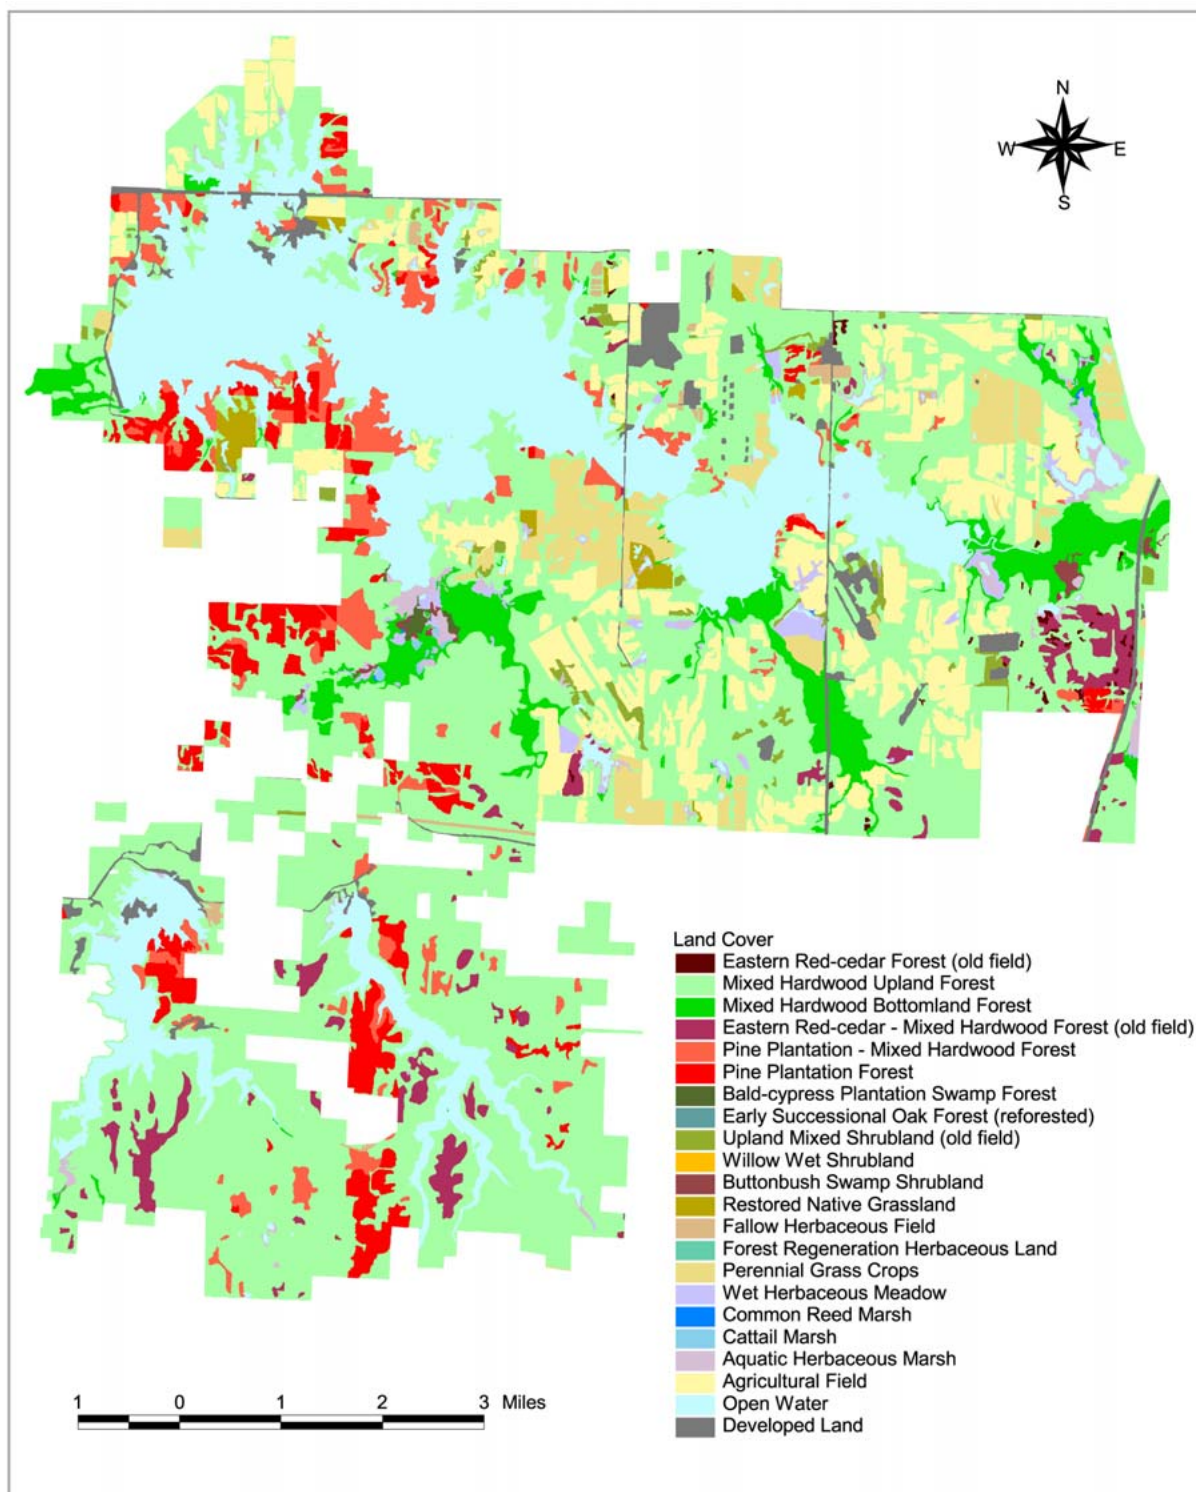 N
W E
S
Land Cover
Eastern Red-cedar Forest (old field)
Mixed Hardwood Upland Forest
Mixed Hardwood Bottomland Forest
Eastern Red-cedar - Mixed Hardwood Forest (old field)
Pine Plantation - Mixed Hardwood Forest
Pine Plantation Forest
Bald-cypress Plantation Swamp Forest
Early Successional Oak Forest (reforested)
Upland Mixed Shrubland (old field)
Willow Wet Shrubland
Buttonbush Swamp Shrubland
Restored Native Grassland
Fallow Herbaceous Field
Forest Regeneration Herbaceous Land
Perennial Grass Crops
Wet Herbaceous Meadow
Common Reed Marsh
Cattail Marsh
Aquatic Herbaceous Marsh
Agricultural Field
Open Water
Developed Land
1 0 1 2 3 Miles